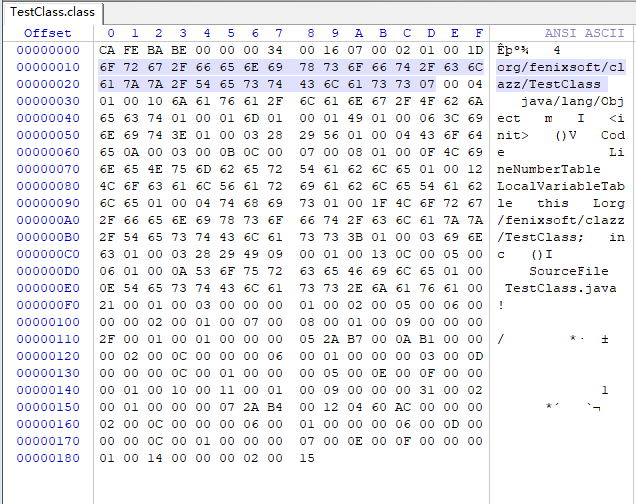 TestClass.class
Offset 0 1 2 3 4 5 6 7 8 9 A B C D E F ANSI ASCII
00000000 CA FE BA BE 00 00 00 34 00 16 07 00 02 01 00 1D Êþº¾ 4
00000010 6F 72 67 2F 66 65 6E 69 78 73 6F 66 74 2F 63 6C org/fenixsoft/cl
00000020 61 7A 7A 2F 54 65 73 74 43 6C 61 73 73 07 00 04 azz/TestClass
00000030 01 00 10 6A 61 76 61 2F 6C 61 6E 67 2F 4F 62 6A java/lang/Obj
00000040 65 63 74 01 00 01 6D 01 00 01 49 01 00 06 3C 69 ect m I <i
00000050 6E 69 74 3E 01 00 03 28 29 56 01 00 04 43 6F 64 nit> ()V Cod
00000060 65 0A 00 03 00 0B 0C 00 07 00 08 01 00 0F 4C 69 e Li
00000070 6E 65 4E 75 6D 62 65 72 54 61 62 6C 65 01 00 12 neNumberTable
00000080 4C 6F 63 61 6C 56 61 72 69 61 62 6C 65 54 61 62 LocalVariableTab
00000090 6C 65 01 00 04 74 68 69 73 01 00 1F 4C 6F 72 67 le this Lorg
000000A0 2F 66 65 6E 69 78 73 6F 66 74 2F 63 6C 61 7A 7A /fenixsoft/clazz
000000B0 2F 54 65 73 74 43 6C 61 73 73 3B 01 00 03 69 6E /TestClass; in
000000C0 63 01 00 03 28 29 49 09 00 01 00 13 0C 00 05 00 c ()I
000000D0 06 01 00 0A 53 6F 75 72 63 65 46 69 6C 65 01 00 SourceFile
000000E0 0E 54 65 73 74 43 6C 61 73 73 2E 6A 61 76 61 00 TestClass.java
000000F0 21 00 01 00 03 00 00 00 01 00 02 00 05 00 06 00 !
00000100 00 00 02 00 01 00 07 00 08 00 01 00 09 00 00 00
00000110 2F 00 01 00 01 00 00 00 05 2A B7 00 0A B1 00 00 / *· ±
00000120 00 02 00 0C 00 00 00 06 00 01 00 00 00 03 00 0D
00000130 00 00 00 0C 00 01 00 00 00 05 00 0E 00 0F 00 00
00000140 00 01 00 10 00 11 00 01 00 09 00 00 00 31 00 02 1
00000150 00 01 00 00 00 07 2A B4 00 12 04 60 AC 00 00 00 *´ `¬
00000160 02 00 0C 00 00 00 06 00 01 00 00 00 06 00 0D 00
00000170 00 00 0C 00 01 00 00 00 07 00 0E 00 0F 00 00 00
00000180 01 00 14 00 00 00 02 00 15